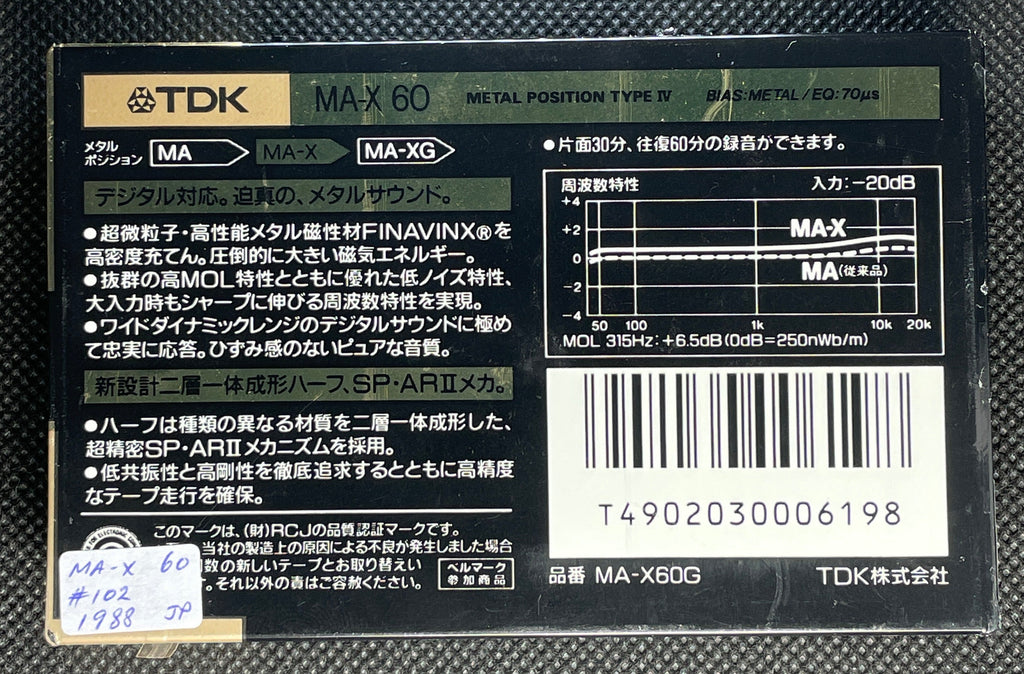 TDK MA-X 60 METAL POSITION TYPE IV BIAS:METAL/EQ:70μs
メタル
ポジション MA MA-X MA-XG
デジタル対応。迫真の、メタルサウンド。
●超微粒子・高性能メタル磁性材FINAVINX®を
高密度充てん。圧倒的に大きい磁気エネルギー。
●抜群の高MOL特性とともに優れた低ノイズ特性、
大入力時もシャープに伸びる周波数特性を実現。
●ワイドダイナミックレンジのデジタルサウンドに極め
て忠実に応答。ひずみ感のないピュアな音質。
新設計二層一体成形ハーフ、SP・ARⅡメカ。
●ハーフは種類の異なる材質を二層一体成形した、
超精密SP・ARⅡメカニズムを採用。
●低共振性と高剛性を徹底追求するとともに高精度
なテープ走行を確保。
このマークは、(財)RCJの品質認証マークです。
当社の製造上の原因による不良が発生しました場合
数の新しいテープとお取り替えい
。それ以外の責はご容赦ください。
ベルマーク
参加商品
MA-X 60
#102
1988 JP
●片面30分、往復60分の録音ができます。
周波数特性 入力:−20dB
+4
+2
0
−2
−4
MA-X
MA(従来品)
50 100 1k 10k 20k
MOL 315Hz:+6.5dB(0dB=250nWb/m)
T4902030006198
品番 MA-X60G TDK株式会社